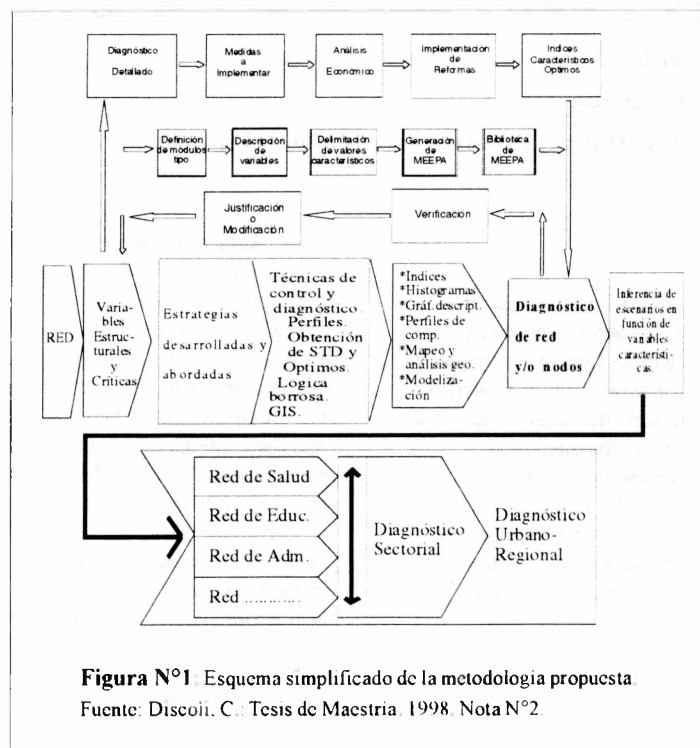 Diagnóstico
Detallado
Medidas
a
Implementar
Análisis
Económico
Implementación
de
Reformas
Indices
Característicos
Optimos
Definición
de módulos
tipo
Descripción
de
variables
Delimitación
de valores
característicos
Generación
de
MEEPA
Biblioteca
de
MEEPA
Justificación
o
Modificación
Verificación
RED
Varia-
bles
Estruc-
turales
y
Críticas
Estrategias
desarrolladas y
abordadas
Técnicas de
control y
diagnóstico.
Perfiles.
Obtención
de STD y
Optimos.
Logica
borrosa.
GIS.
*Indices
*Histogramas
*Gráf.descript.
*Perfiles de
comp.
*Mapeo y
análisis geo.
*Modeliza-
ción
Diagnóstico
de red
y/o nodos
Inferencia de
escenarios en
función de
variables
característi-
cas.
Red de Salud
Red de Educ.
Red de Adm.
Red ............
Diagnóstico
Sectorial
Diagnóstico
Urbano-
Regional
Figura N°1: Esquema simplificado de la metodología propuesta.
Fuente: Discoli, C.: Tesis de Maestria. 1998. Nota N°2.